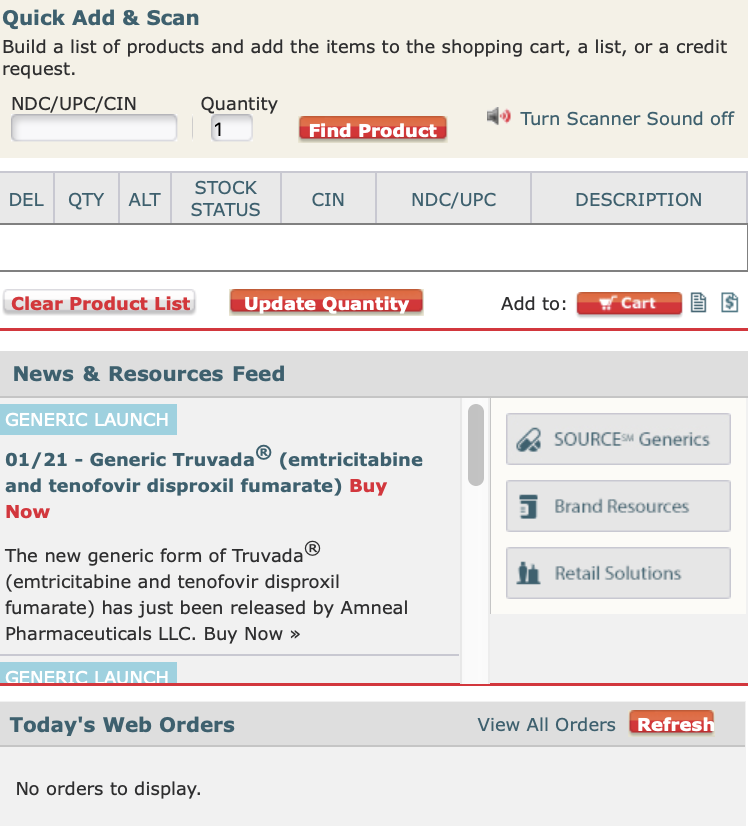 Quick Add & Scan
Build a list of products and add the items to the shopping cart, a list, or a credit
request.
NDC/UPC/CIN Quantity
1 Find Product Turn Scanner Sound off
DEL QTY ALT STOCK STATUS CIN NDC/UPC DESCRIPTION
Clear Product List Update Quantity Add to: Cart
News & Resources Feed
GENERIC LAUNCH
01/21 - Generic Truvada® (emtricitabine
and tenofovir disproxil fumarate) Buy
Now
The new generic form of Truvada®
(emtricitabine and tenofovir disproxil
fumarate) has just been released by Amneal
Pharmaceuticals LLC. Buy Now »
GENERIC LAUNCH
SOURCE℠ Generics
Brand Resources
Retail Solutions
Today's Web Orders View All Orders Refresh
No orders to display.